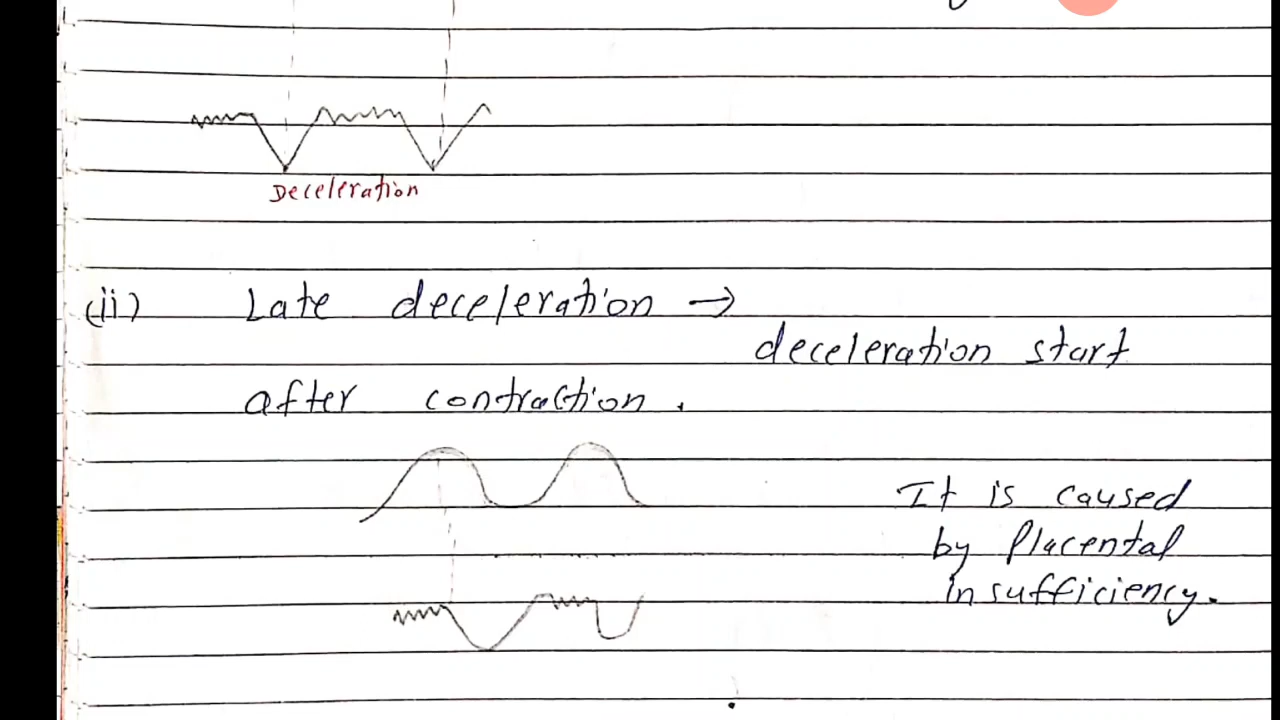 Deceleration
(ii) Late deceleration →
deceleration start
after contraction.
It is caused
by Placental
insufficiency.